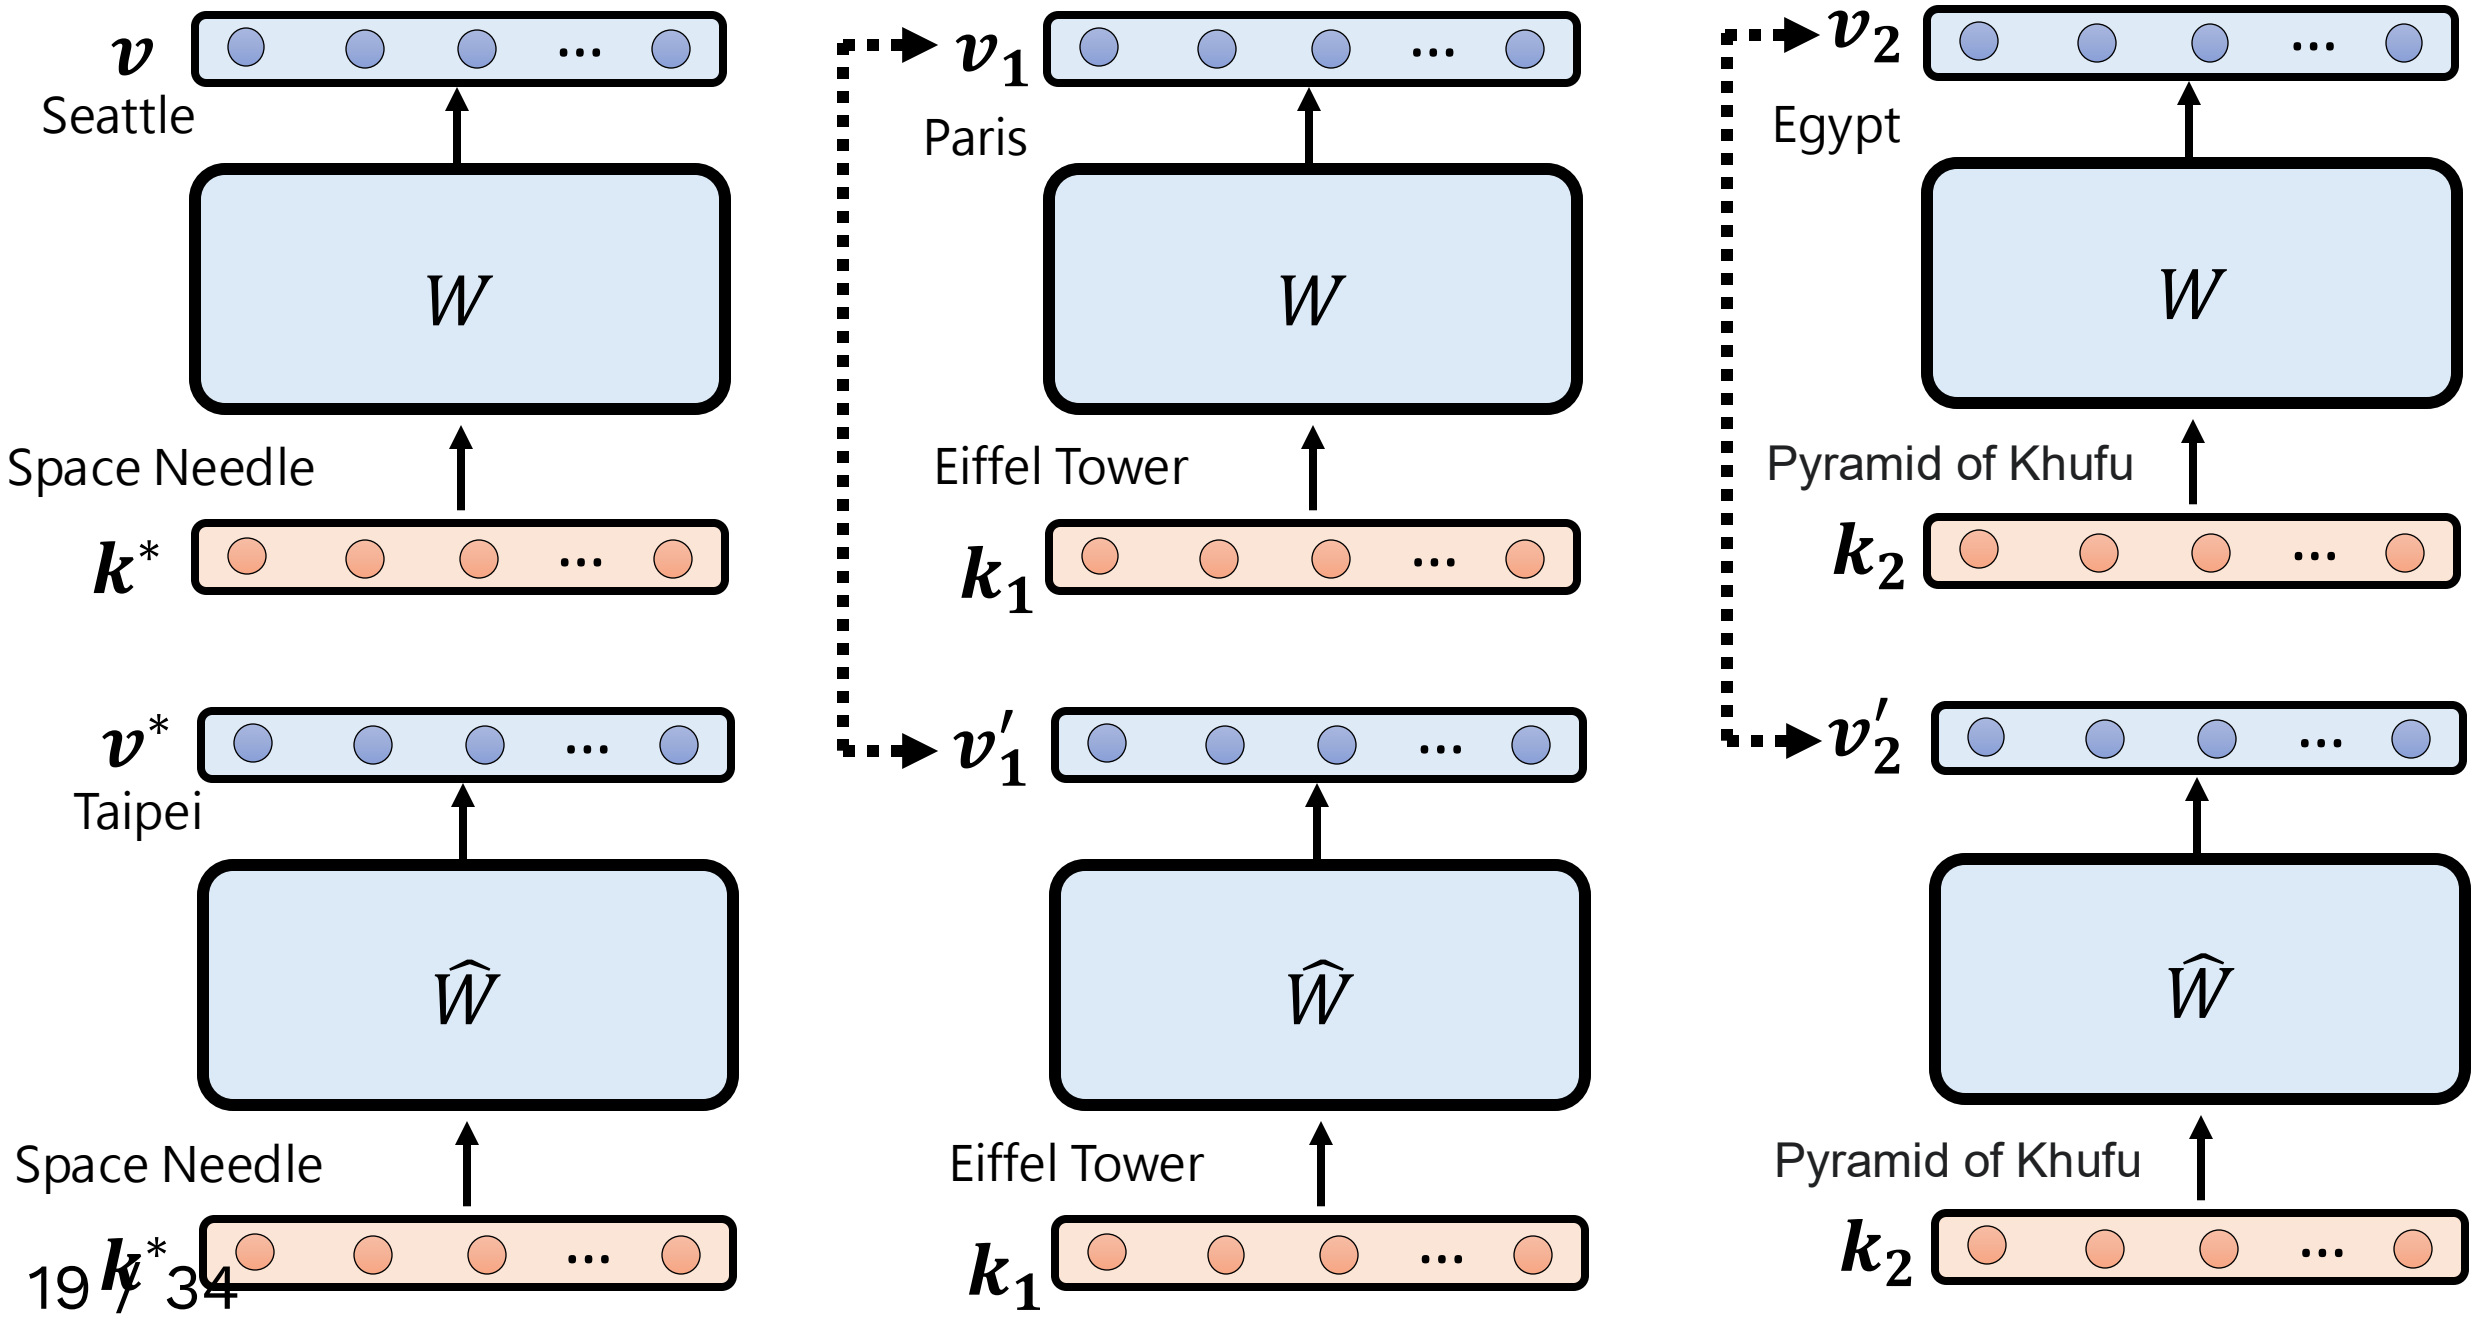 v
Seattle
W
Space Needle
k*
v₁
Paris
W
Eiffel Tower
k₁
v₂
Egypt
W
Pyramid of Khufu
k₂
v*
Taipei
Ŵ
Space Needle
k*
v′₁
Ŵ
Eiffel Tower
k₁
v′₂
Ŵ
Pyramid of Khufu
k₂
19 / 34